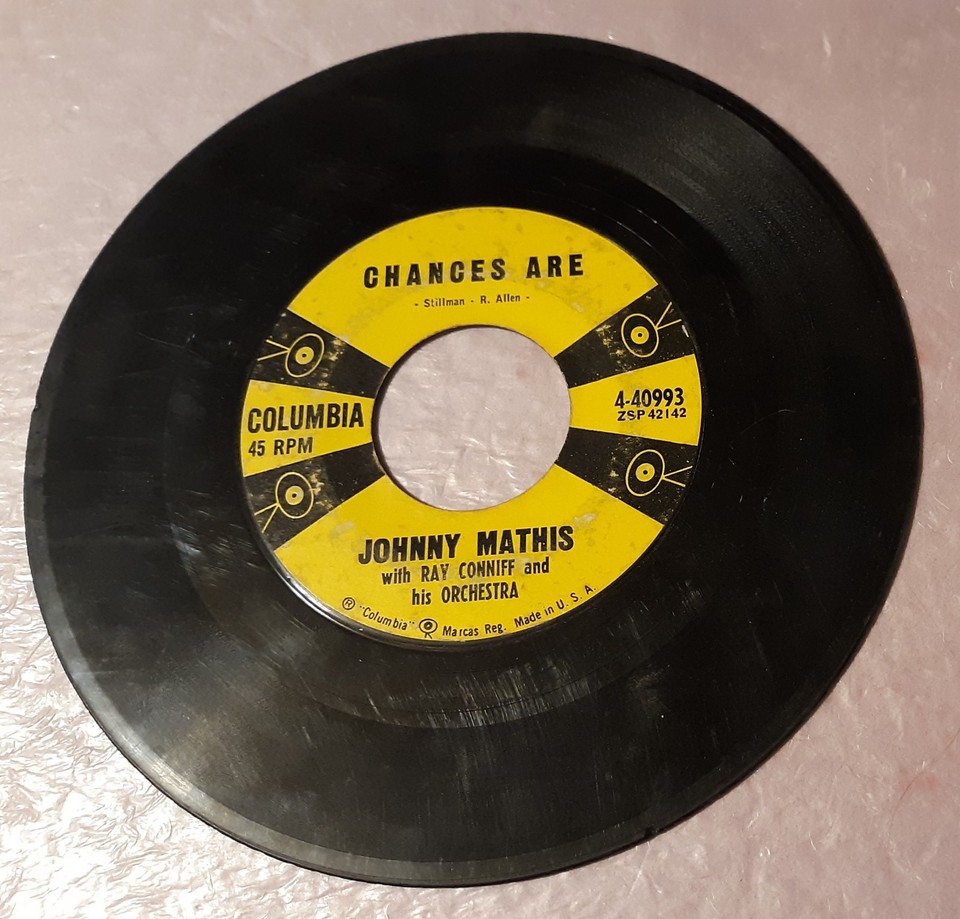 CHANCES ARE
- Stillman - R. Allen -
COLUMBIA
45 RPM
4-40993
ZSP 42142
JOHNNY MATHIS
with RAY CONNIFF and
his ORCHESTRA
® "Columbia" Marcas Reg. Made in U. S. A.